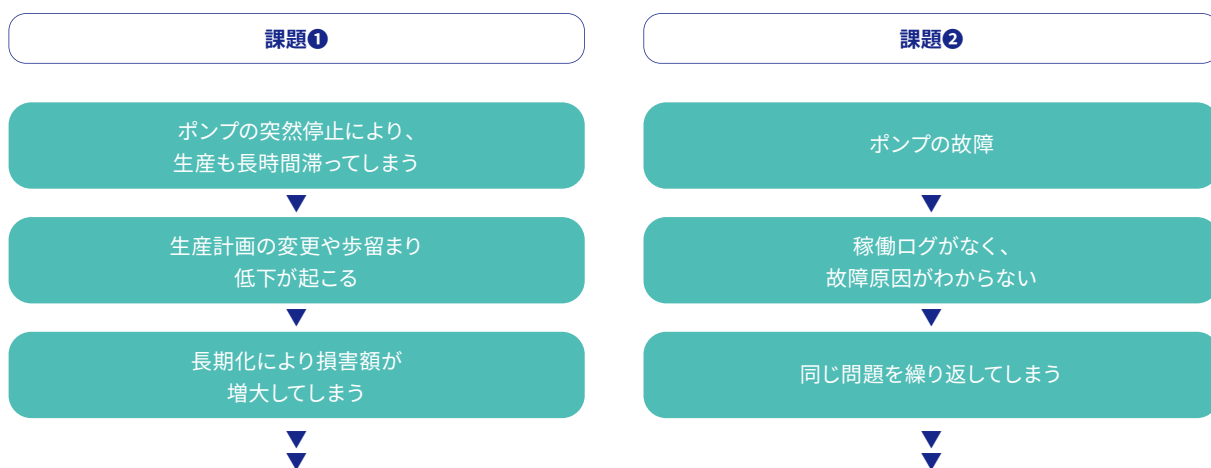 課題❶
ポンプの突然停止により、
生産も長時間滞ってしまう
生産計画の変更や歩留まり
低下が起こる
長期化により損害額が
増大してしまう
課題❷
ポンプの故障
稼働ログがなく、
故障原因がわからない
同じ問題を繰り返してしまう